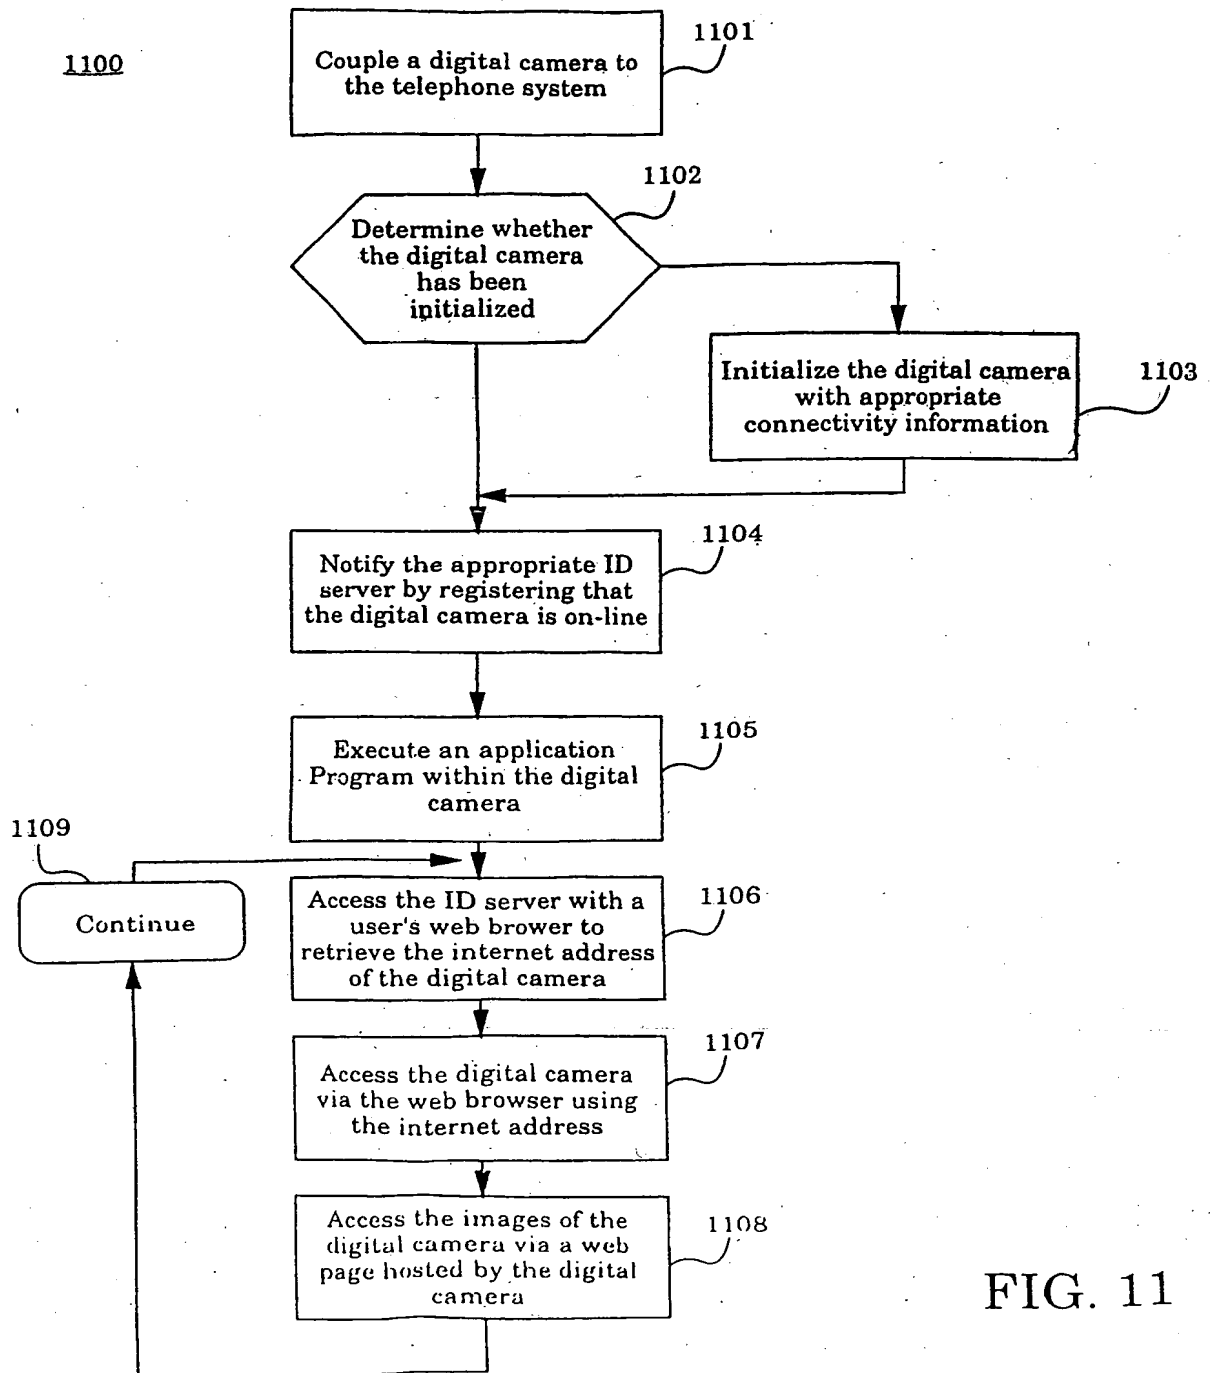 1100
1101
Couple a digital camera to
the telephone system
1102
Determine whether
the digital camera
has been
initialized
Initialize the digital camera
with appropriate
connectivity information
1103
1104
Notify the appropriate ID
server by registering that
the digital camera is on-line
1105
Execute an application
Program within the digital
camera
1109
Continue
Access the ID server with a
user's web brower to
retrieve the internet address
of the digital camera
1106
1107
Access the digital camera
via the web browser using
the internet address
1108
Access the images of the
digital camera via a web
page hosted by the digital
camera
FIG. 11